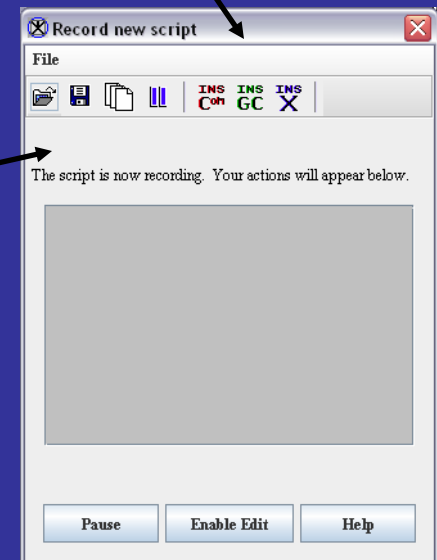 Record new script
File
INS Com INS GC INS X
The script is now recording. Your actions will appear below.
Pause Enable Edit Help